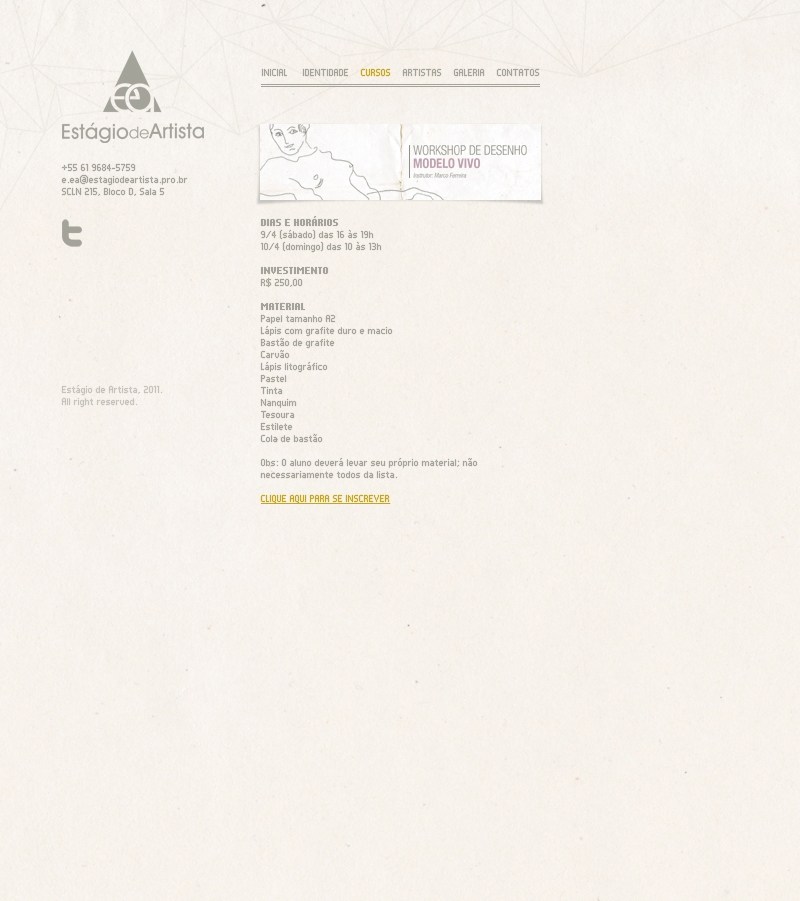 INICIAL IDENTIDADE CURSOS ARTISTAS GALERIA CONTATOS
ea
EstágiodeArtista
+55 61 9684-5759
e.ea@estagiodeartista.pro.br
SCLN 215, Bloco D, Sala 5
Estágio de Artista, 2011.
All right reserved.
WORKSHOP DE DESENHO
MODELO VIVO
Instrutor: Marco Ferreira
DIAS E HORÁRIOS
9/4 (sábado) das 16 às 19h
10/4 (domingo) das 10 às 13h
INVESTIMENTO
R$ 250,00
MATERIAL
Papel tamanho A2
Lápis com grafite duro e macio
Bastão de grafite
Carvão
Lápis litográfico
Pastel
Tinta
Nanquim
Tesoura
Estilete
Cola de bastão
Obs: O aluno deverá levar seu próprio material; não
necessariamente todos da lista.
CLIQUE AQUI PARA SE INSCREVER